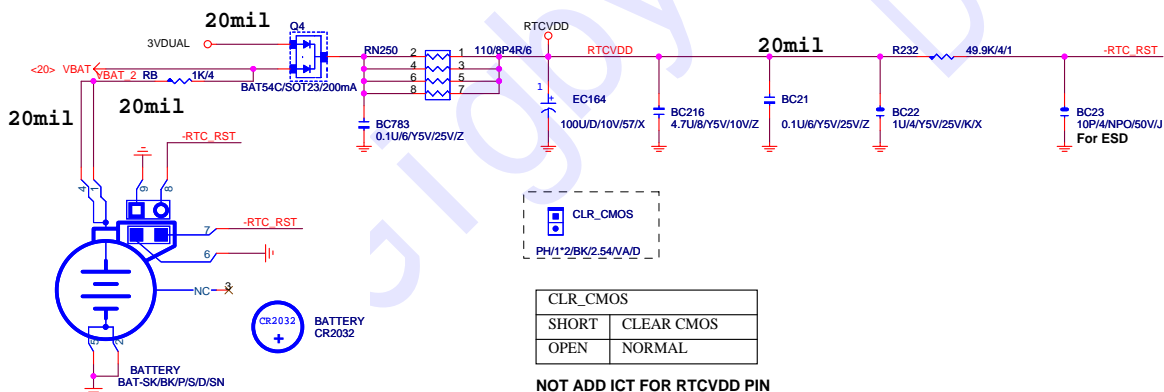 20mil
Q4
RTCVDD
3VDUAL
RN250
2
1
110/8P4R/6
RTCVDD
20mil
R232
49.9K/4/1
-RTC_RST
<20> VBAT
4
3
VBAT_2
RB
1K/4
6
5
8
7
BAT54C/SOT23/200mA
1
EC164
100U/D/10V/57/X
BC216
4.7U/8/Y5V/10V/Z
BC21
0.1U/6/Y5V/25V/Z
BC22
1U/4/Y5V/25V/K/X
BC23
10P/4/NPO/50V/J
For ESD
20mil
20mil
BC783
0.1U/6/Y5V/25V/Z
-RTC_RST
4
1
9
8
-RTC_RST
7
6
CLR_CMOS
PH/1*2/BK/2.54/VA/D
NC
3
CR2032
+
BATTERY
CR2032
CLR_CMOS
SHORT CLEAR CMOS
OPEN NORMAL
5
2
BATTERY
BAT-SK/BK/P/S/D/SN
NOT ADD ICT FOR RTCVDD PIN